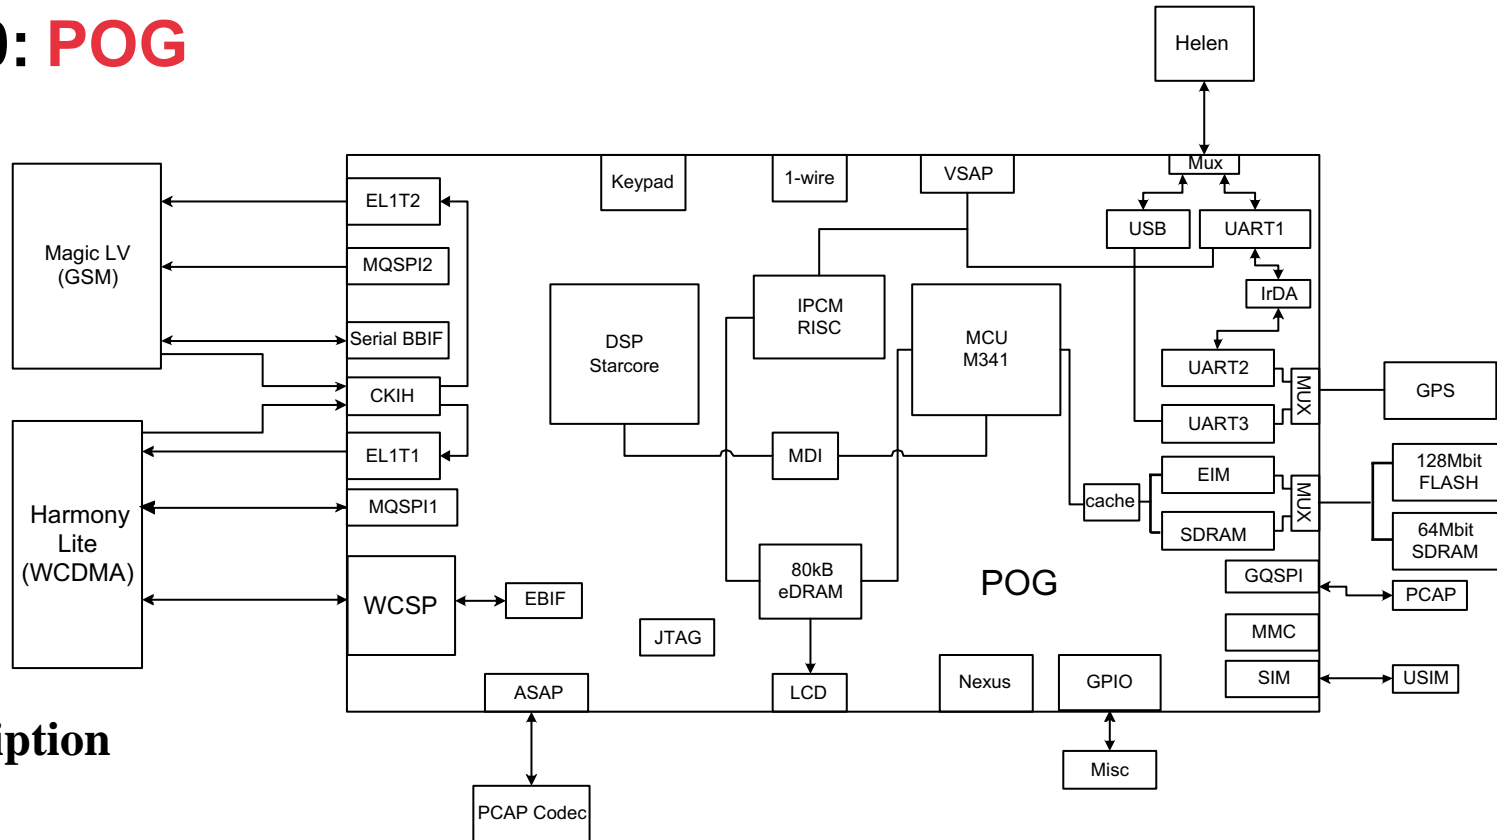 ): POG
Helen
Mux
Keypad
1-wire
VSAP
EL1T2
USB
UART1
Magic LV
(GSM)
MQSPI2
IrDA
IPCM
RISC
DSP
Starcore
MCU
M341
Serial BBIF
UART2
CKIH
MUX
GPS
UART3
EL1T1
MDI
EIM
128Mbit
FLASH
cache
MUX
MQSPI1
Harmony
Lite
(WCDMA)
SDRAM
64Mbit
SDRAM
80kB
eDRAM
POG
GQSPI
PCAP
WCSP
EBIF
JTAG
MMC
SIM
USIM
ASAP
LCD
Nexus
GPIO
iption
Misc
PCAP Codec